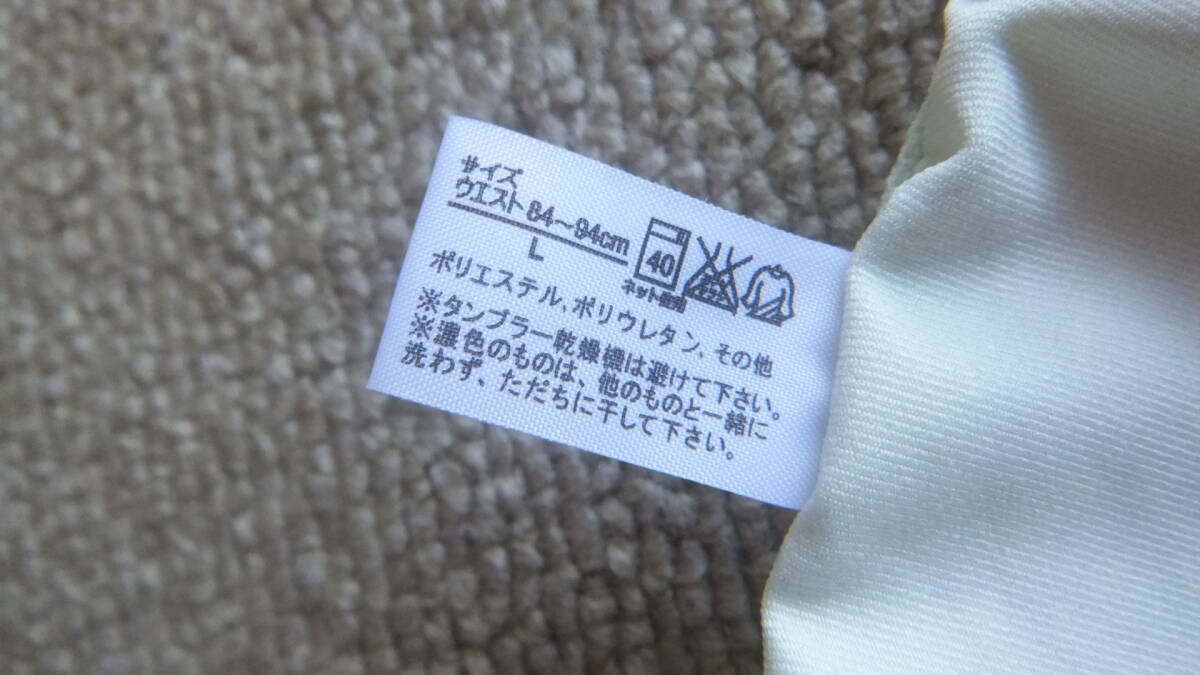 サイズ
ウエスト84～94cm
L
40
ネット使用
ポリエステル、ポリウレタン、その他
※タンブラー乾燥機は避けて下さい。
※濃色のものは、他のものと一緒に
洗わず、ただちに干して下さい。